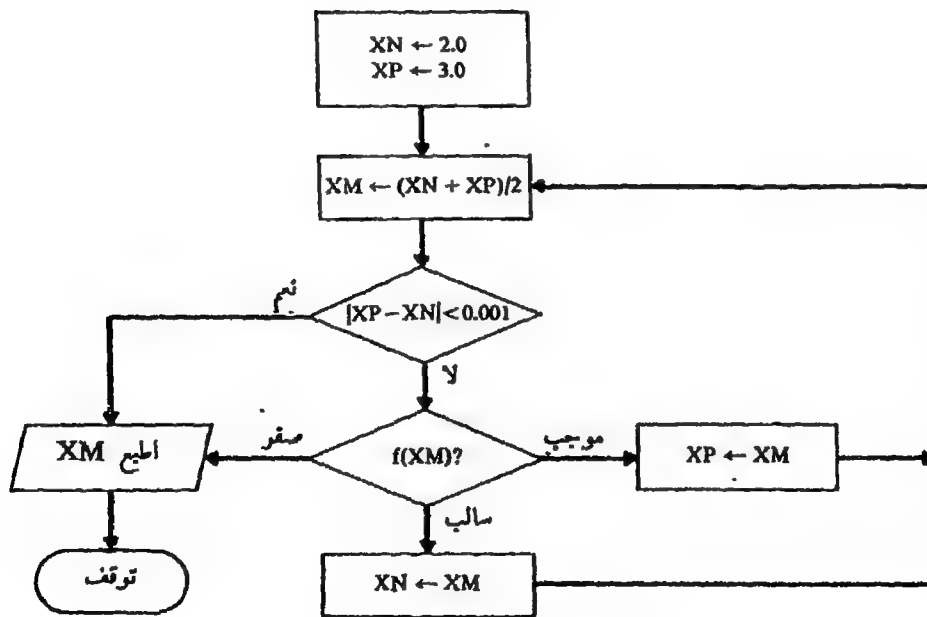 XN ← 2.0
XP ← 3.0
XM ← (XN + XP)/2
نعم
|XP – XN| < 0.001
لا
اطبع XM
صفر
f(XM)?
موجب
XP ← XM
سالب
توقف
XN ← XM